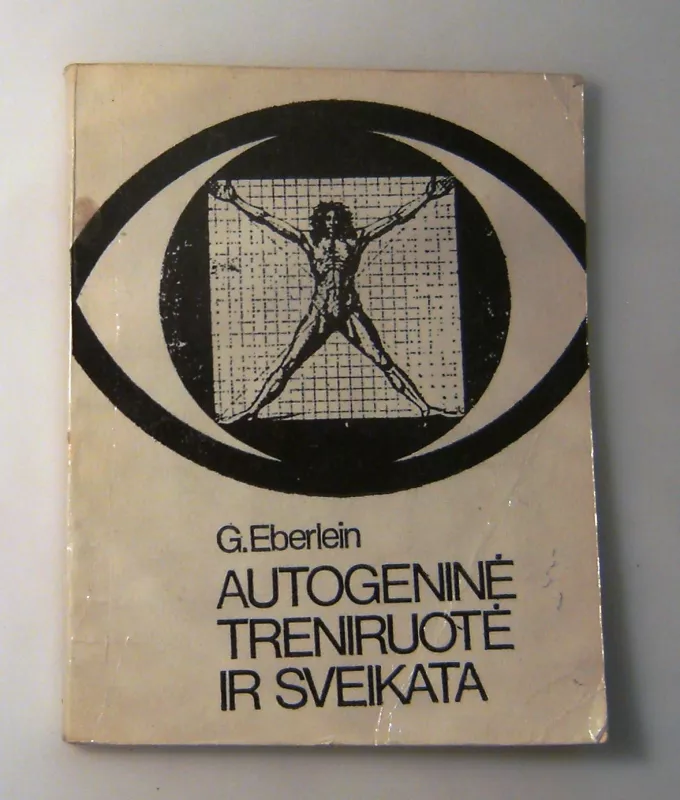 G.Eberlein
AUTOGENINĖ
TRENIRUOTĖ
IR SVEIKATA